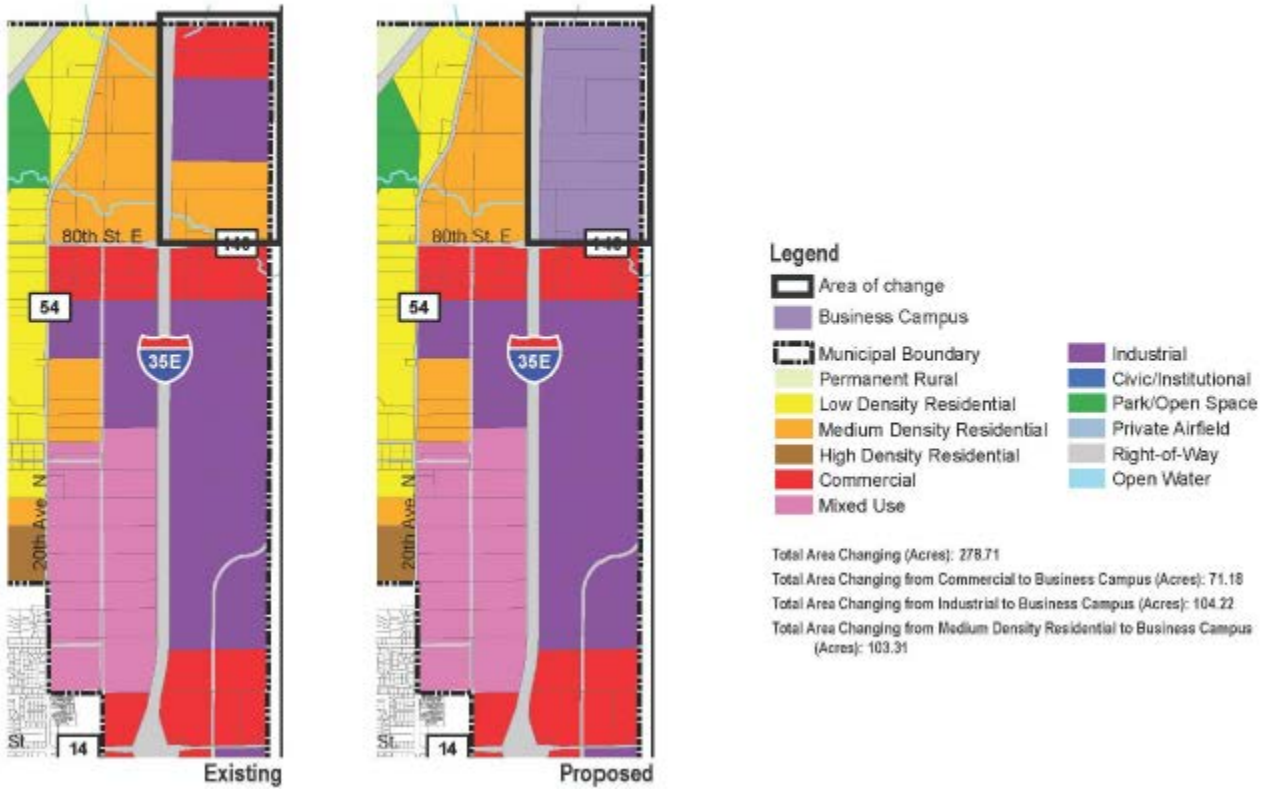 80th St. E
140
54
35E
20th Ave. N
St.
14
Existing
80th St. E
140
54
35E
20th Ave. N
St.
14
Proposed
Legend
Area of change
Business Campus
Municipal Boundary
Permanent Rural
Low Density Residential
Medium Density Residential
High Density Residential
Commercial
Mixed Use
Industrial
Civic/Institutional
Park/Open Space
Private Airfield
Right-of-Way
Open Water
Total Area Changing (Acres): 278.71
Total Area Changing from Commercial to Business Campus (Acres): 71.18
Total Area Changing from Industrial to Business Campus (Acres): 104.22
Total Area Changing from Medium Density Residential to Business Campus
(Acres): 103.31